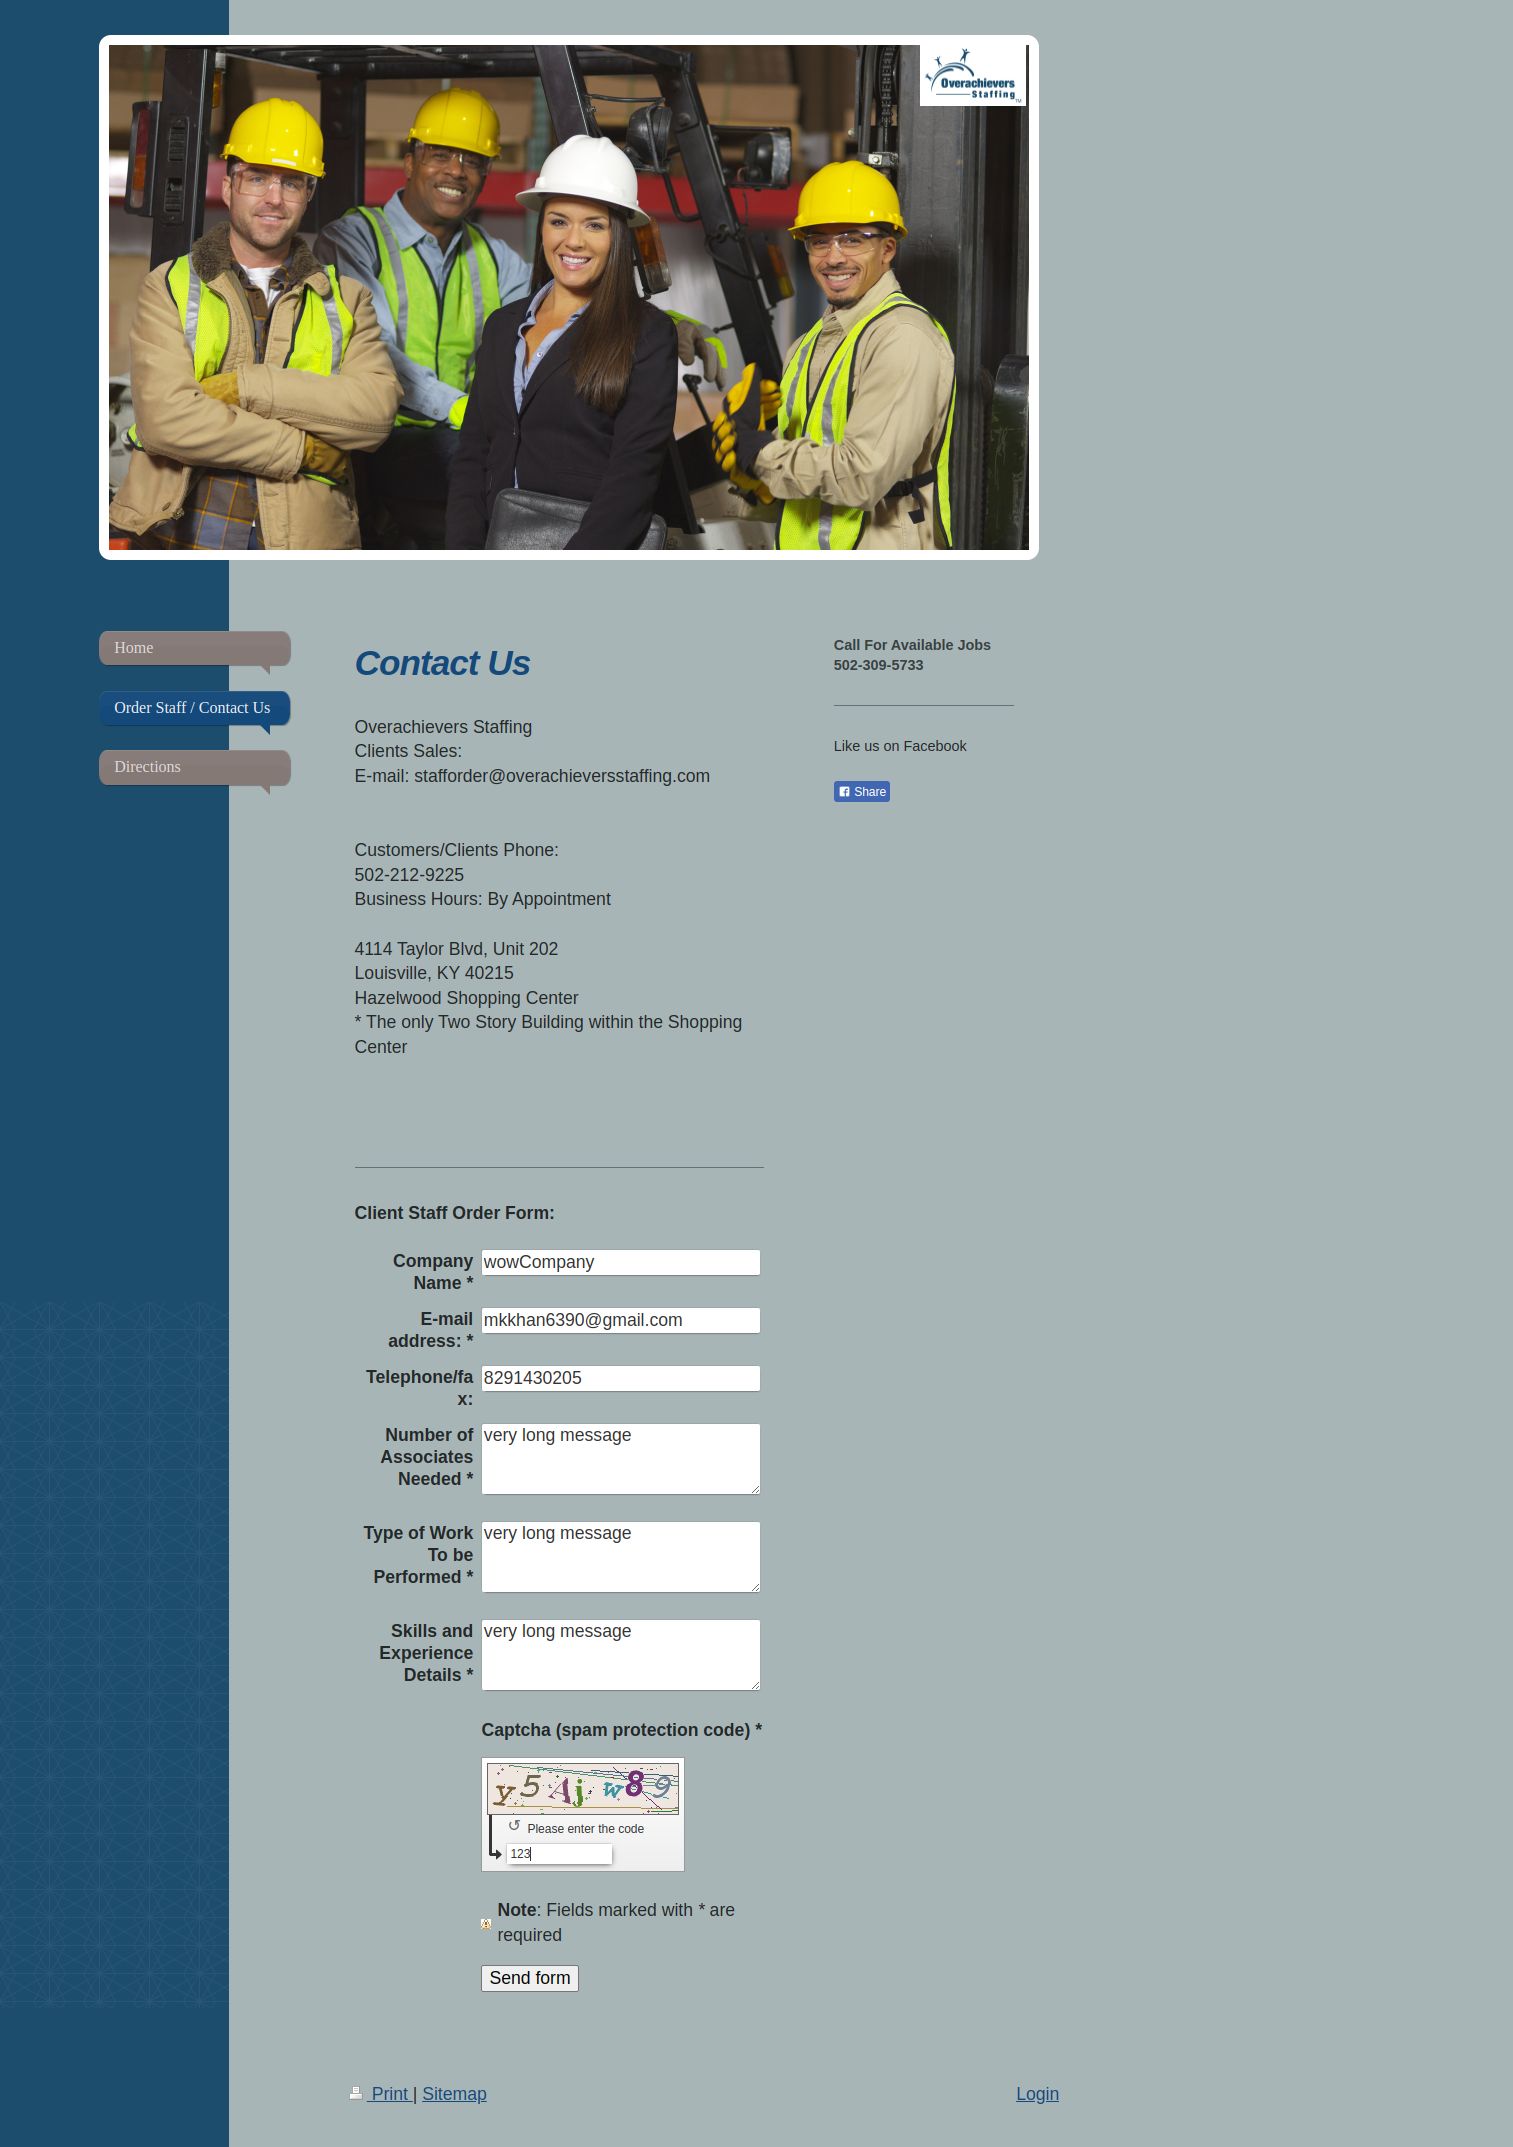 Overachievers
Staffing
TM
Home
Order Staff / Contact Us
Directions
Contact Us
Overachievers Staffing
Clients Sales:
E-mail: stafforder@overachieversstaffing.com
Customers/Clients Phone:
502-212-9225
Business Hours: By Appointment
4114 Taylor Blvd, Unit 202
Louisville, KY 40215
Hazelwood Shopping Center
* The only Two Story Building within the Shopping
Center
Call For Available Jobs
502-309-5733
Like us on Facebook
Share
Client Staff Order Form:
Company
Name *
wowCompany
E-mail
address: *
mkkhan6390@gmail.com
Telephone/fa
x:
8291430205
Number of
Associates
Needed *
very long message
Type of Work
To be
Performed *
very long message
Skills and
Experience
Details *
very long message
Captcha (spam protection code) *
y5Ajw89
Please enter the code
123
Note: Fields marked with * are
required
Send form
Print | Sitemap
Login